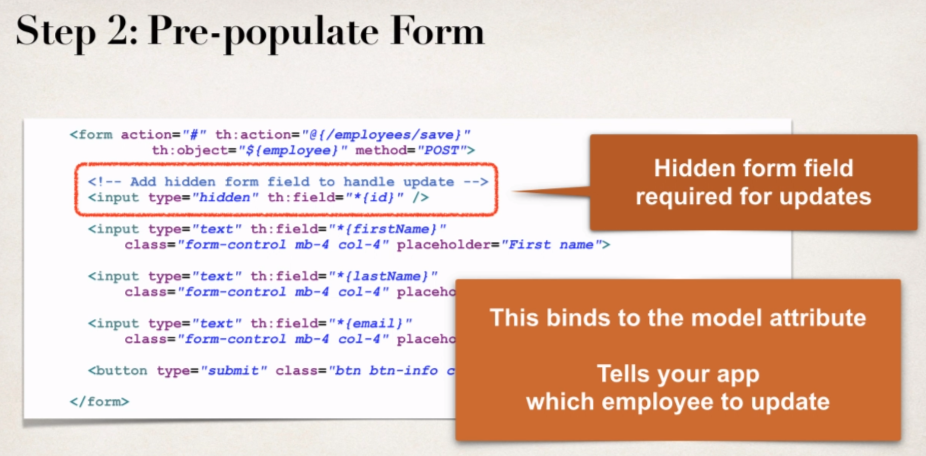 Step 2: Pre-populate Form
<form action="#" th:action="@{/employees/save}"
th:object="${employee}" method="POST">
<!-- Add hidden form field to handle update -->
<input type="hidden" th:field="*{id}" />
Hidden form field
required for updates
<input type="text" th:field="*{firstName}"
class="form-control mb-4 col-4" placeholder="First name">
<input type="text" th:field="*{lastName}"
class="form-control mb-4 col-4" placeho
<input type="text" th:field="*{email}"
class="form-control mb-4 col-4" placeho
<button type="submit" class="btn btn-info c
</form>
This binds to the model attribute
Tells your app
which employee to update